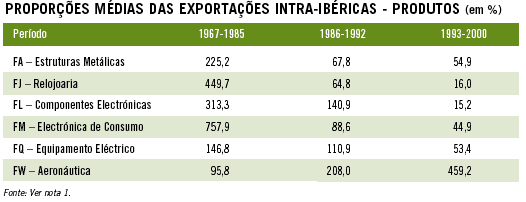 PROPORÇÕES MÉDIAS DAS EXPORTAÇÕES INTRA-IBÉRICAS - PRODUTOS (em %)
Período 1967-1985 1986-1992 1993-2000
FA – Estruturas Metálicas 225,2 67,8 54,9
FJ – Relojoaria 449,7 64,8 16,0
FL – Componentes Electrónicas 313,3 140,9 15,2
FM – Electrónica de Consumo 757,9 88,6 44,9
FQ – Equipamento Eléctrico 146,8 110,9 53,4
FW – Aeronáutica 95,8 208,0 459,2
Fonte: Ver nota 1.